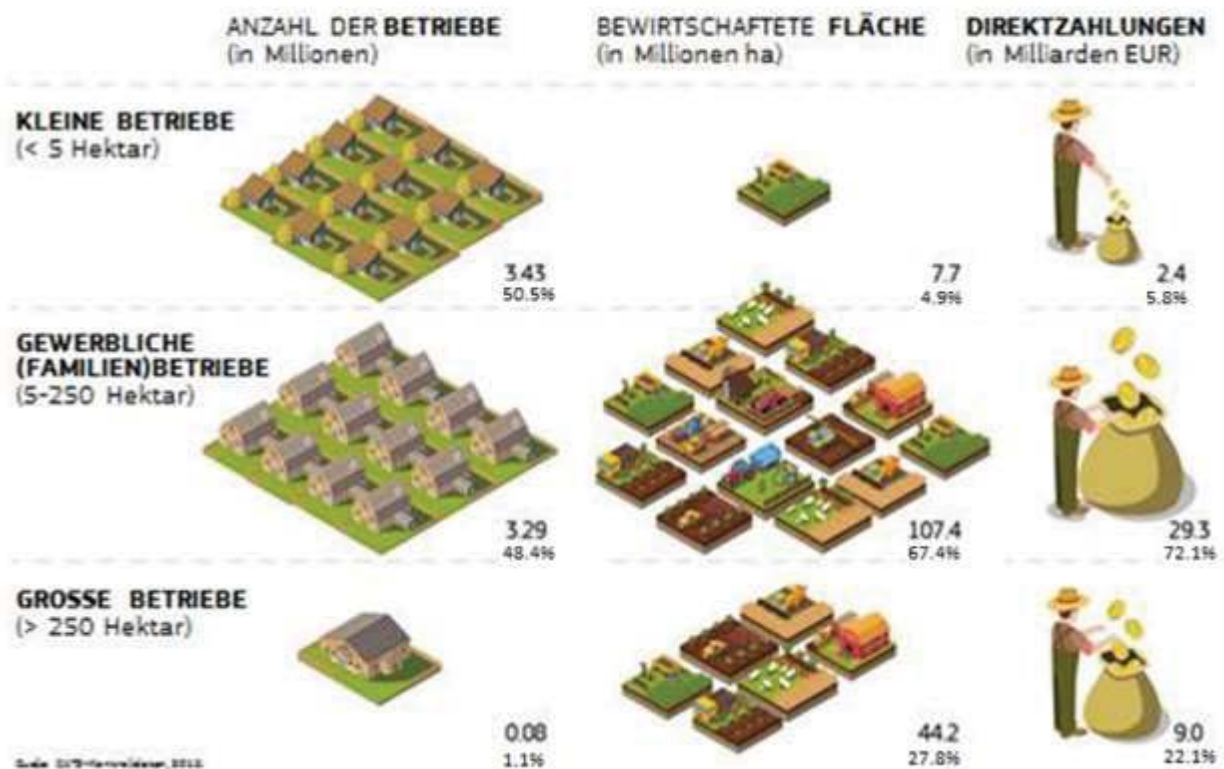 ANZAHL DER BETRIEBE
(in Millionen)
BEWIRTSCHAFTETE FLÄCHE
(in Millionen ha)
DIREKTZAHLUNGEN
(in Milliarden EUR)
KLEINE BETRIEBE
(< 5 Hektar)
3.43
50.5%
7.7
4.9%
2.4
5.8%
GEWERBLICHE
(FAMILIEN)BETRIEBE
(5-250 Hektar)
3.29
48.4%
107.4
67.4%
29.3
72.1%
GROSSE BETRIEBE
(> 250 Hektar)
0.08
1.1%
44.2
27.8%
9.0
22.1%